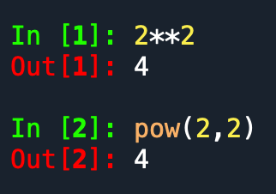 In [1]: 2**2
Out[1]: 4
In [2]: pow(2,2)
Out[2]: 4